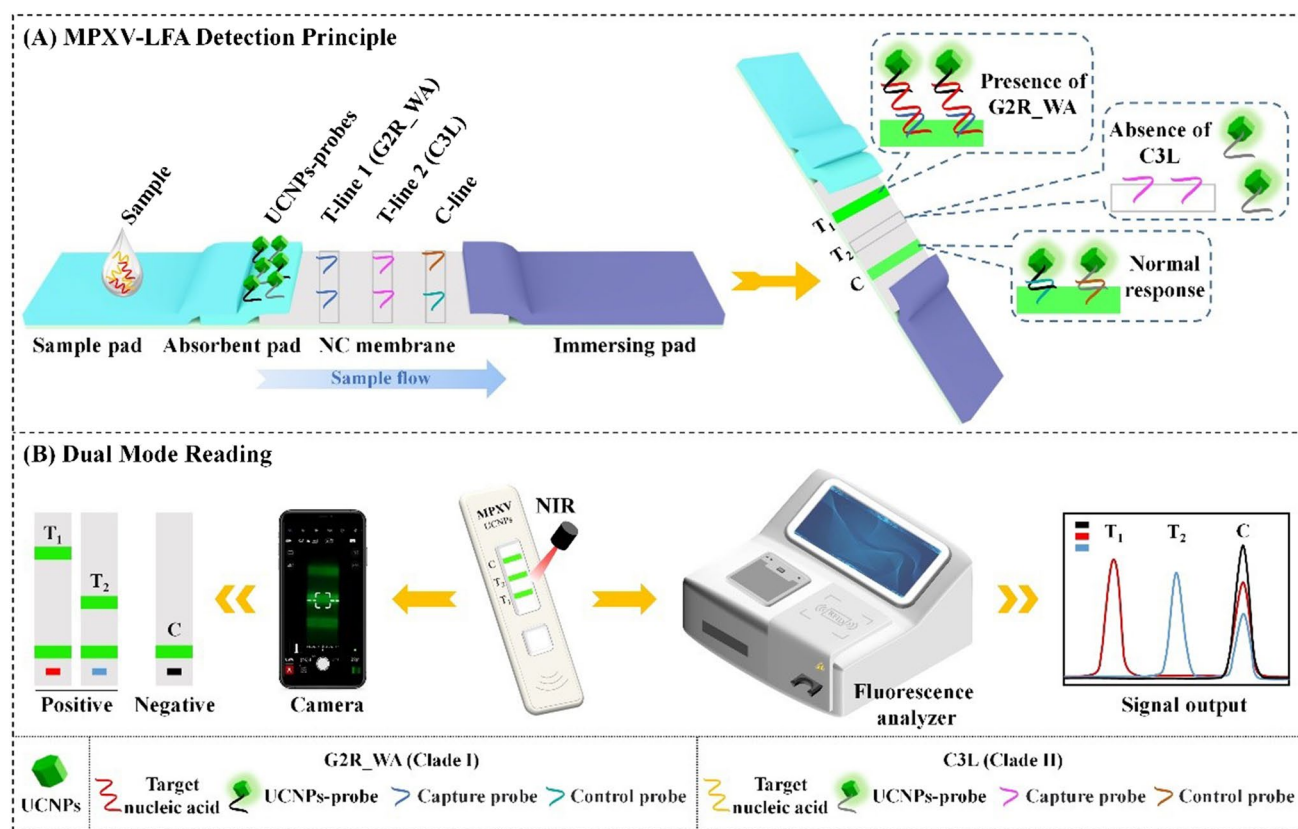 (A) MPXV-LFA Detection Principle
Sample
UCNPs-probes
T-line 1 (G2R_WA)
T-line 2 (C3L)
C-line
Sample pad
Absorbent pad
NC membrane
Immersing pad
Sample flow
T1
T2
C
Presence of
G2R_WA
Absence of
C3L
Normal
response
(B) Dual Mode Reading
T1
T2
C
Positive
Negative
Camera
MPXV
UCNPs
C
T2
T1
NIR
Fluorescence
analyzer
T1
T2
C
Signal output
UCNPs
G2R_WA (Clade I)
Target
nucleic acid
UCNPs-probe
Capture probe
Control probe
C3L (Clade II)
Target
nucleic acid
UCNPs-probe
Capture probe
Control probe